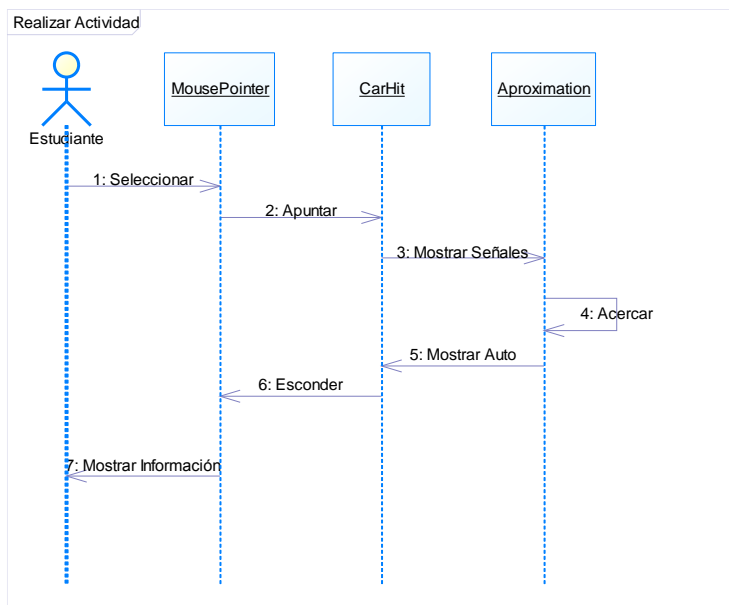 Realizar Actividad
Estudiante
MousePointer
CarHit
Aproximation
1: Seleccionar
2: Apuntar
3: Mostrar Señales
4: Acercar
5: Mostrar Auto
6: Esconder
7: Mostrar Información